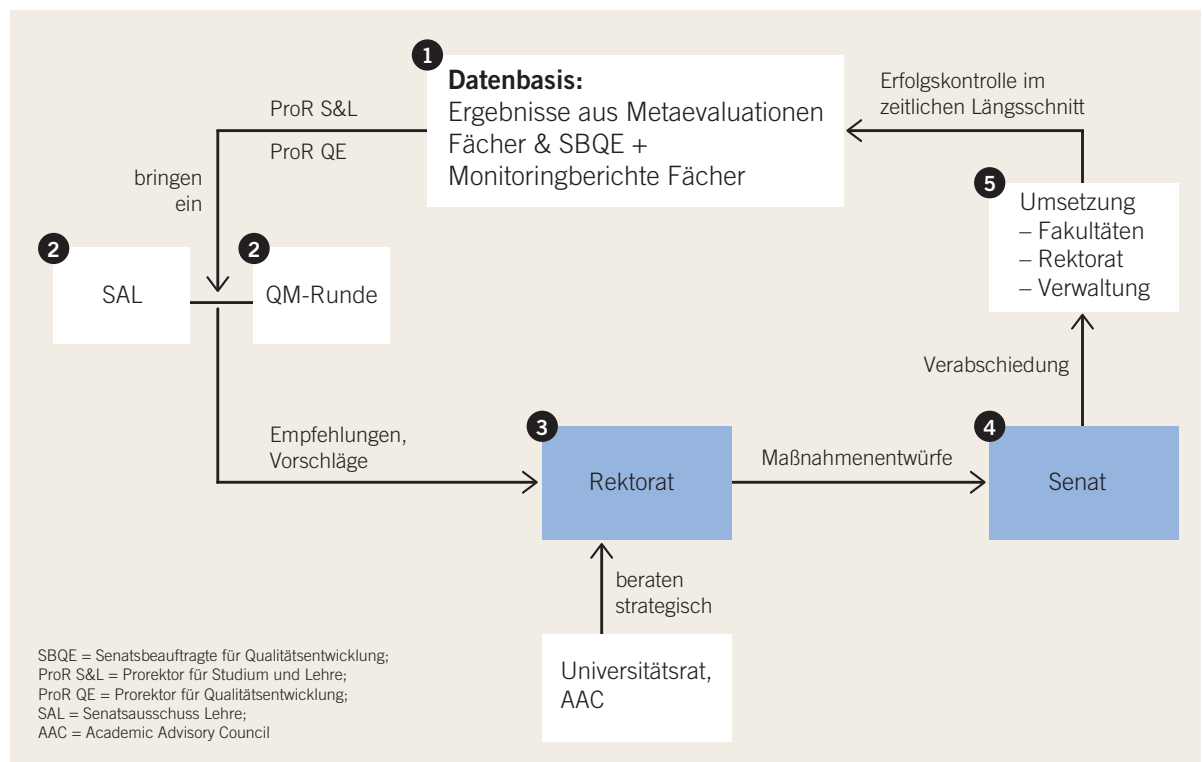 1
Datenbasis:
Ergebnisse aus Metaevaluationen
Fächer & SBQE +
Monitoringberichte Fächer
ProR S&L
ProR QE
bringen
ein
2
SAL
2
QM-Runde
Empfehlungen,
Vorschläge
3
Rektorat
beraten
strategisch
Universitätsrat,
AAC
Maßnahmenentwürfe
4
Senat
Verabschiedung
5
Umsetzung
– Fakultäten
– Rektorat
– Verwaltung
Erfolgskontrolle im
zeitlichen Längsschnitt
SBQE = Senatsbeauftragte für Qualitätsentwicklung;
ProR S&L = Prorektor für Studium und Lehre;
ProR QE = Prorektor für Qualitätsentwicklung;
SAL = Senatsausschuss Lehre;
AAC = Academic Advisory Council